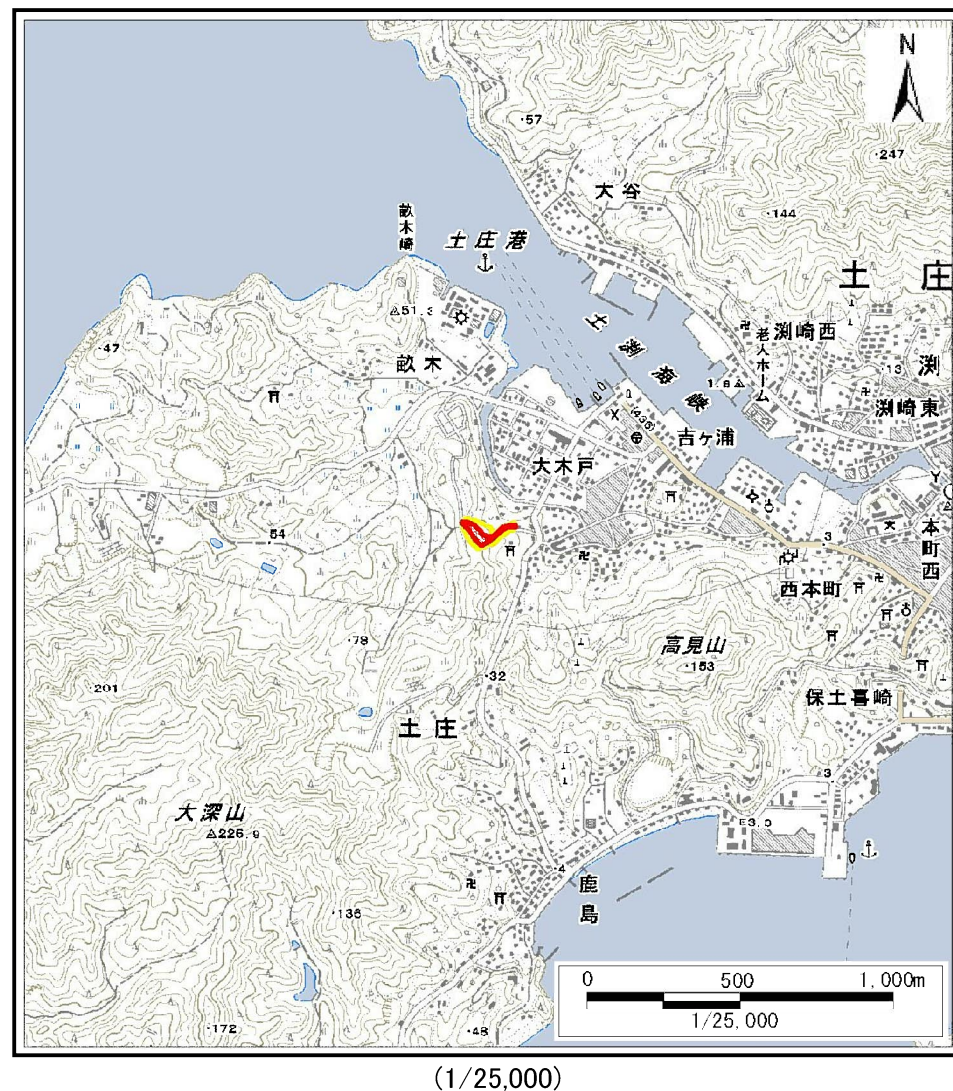 N
・57
・247
大谷
・144
畝木崎
土庄港
土庄
△51.3
・47
土渕海峡
老人ホーム
渕崎西
・13
渕
畝木
1.8△
渕崎東
(436)
吉ヶ浦
大木戸
・54
・3
本町西
西本町
・78
高見山
・153
・201
・32
保土喜崎
土庄
・3
大深山
△225.9
・4
鹿島
・136
0 500 1,000m
1/25,000
・172
・48
(1/25,000)